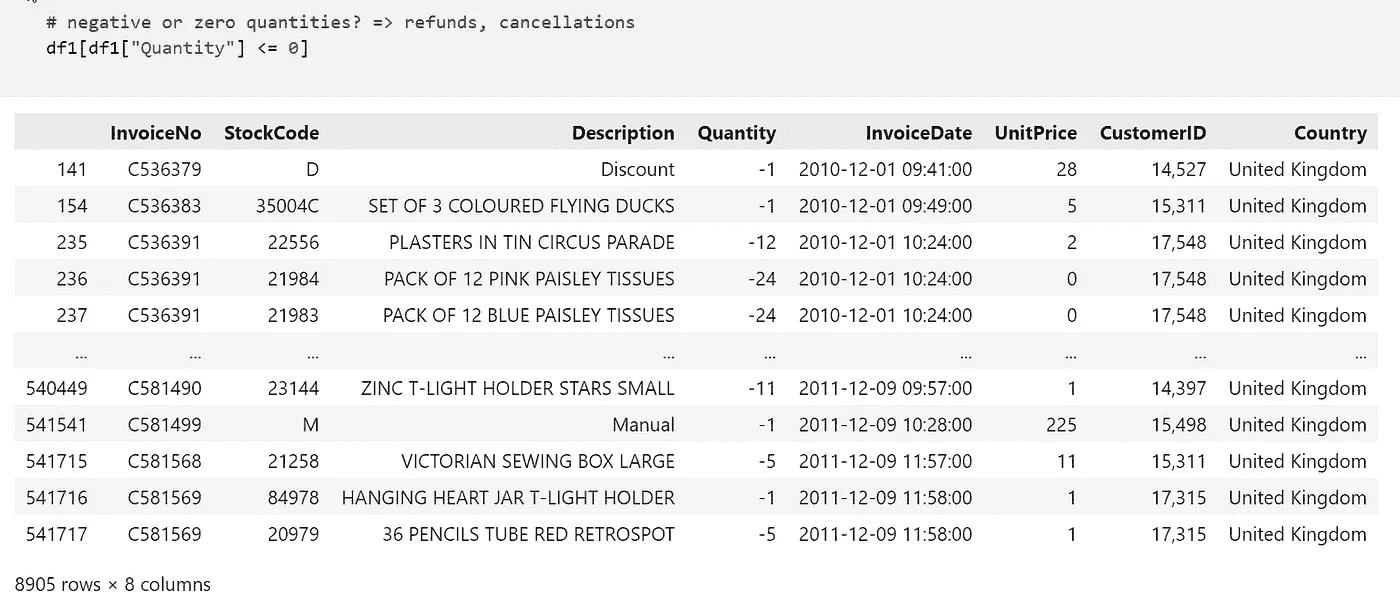 # negative or zero quantities? => refunds, cancellations
df1[df1["Quantity"] <= 0]
InvoiceNo StockCode Description Quantity InvoiceDate UnitPrice CustomerID Country
141 C536379 D Discount -1 2010-12-01 09:41:00 28 14,527 United Kingdom
154 C536383 35004C SET OF 3 COLOURED FLYING DUCKS -1 2010-12-01 09:49:00 5 15,311 United Kingdom
235 C536391 22556 PLASTERS IN TIN CIRCUS PARADE -12 2010-12-01 10:24:00 2 17,548 United Kingdom
236 C536391 21984 PACK OF 12 PINK PAISLEY TISSUES -24 2010-12-01 10:24:00 0 17,548 United Kingdom
237 C536391 21983 PACK OF 12 BLUE PAISLEY TISSUES -24 2010-12-01 10:24:00 0 17,548 United Kingdom
... ... ... ... ... ... ... ... ...
540449 C581490 23144 ZINC T-LIGHT HOLDER STARS SMALL -11 2011-12-09 09:57:00 1 14,397 United Kingdom
541541 C581499 M Manual -1 2011-12-09 10:28:00 225 15,498 United Kingdom
541715 C581568 21258 VICTORIAN SEWING BOX LARGE -5 2011-12-09 11:57:00 11 15,311 United Kingdom
541716 C581569 84978 HANGING HEART JAR T-LIGHT HOLDER -1 2011-12-09 11:58:00 1 17,315 United Kingdom
541717 C581569 20979 36 PENCILS TUBE RED RETROSPOT -5 2011-12-09 11:58:00 1 17,315 United Kingdom
8905 rows × 8 columns